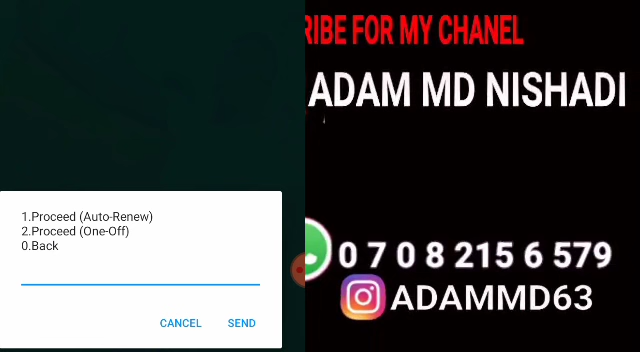 RIBE FOR MY CHANEL
ADAM MD NISHADI
1.Proceed (Auto-Renew)
2.Proceed (One-Off)
0.Back
CANCEL SEND
0 7 0 8 215 6 579
ADAMMD63